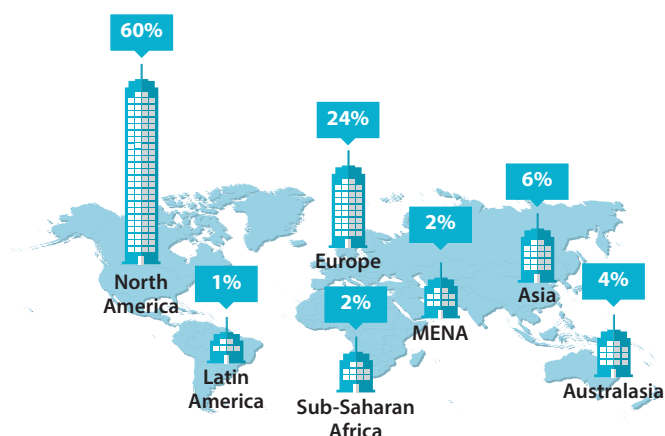 60%
North
America
24%
Europe
6%
Asia
2%
MENA
1%
Latin
America
2%
Sub-Saharan
Africa
4%
Australasia